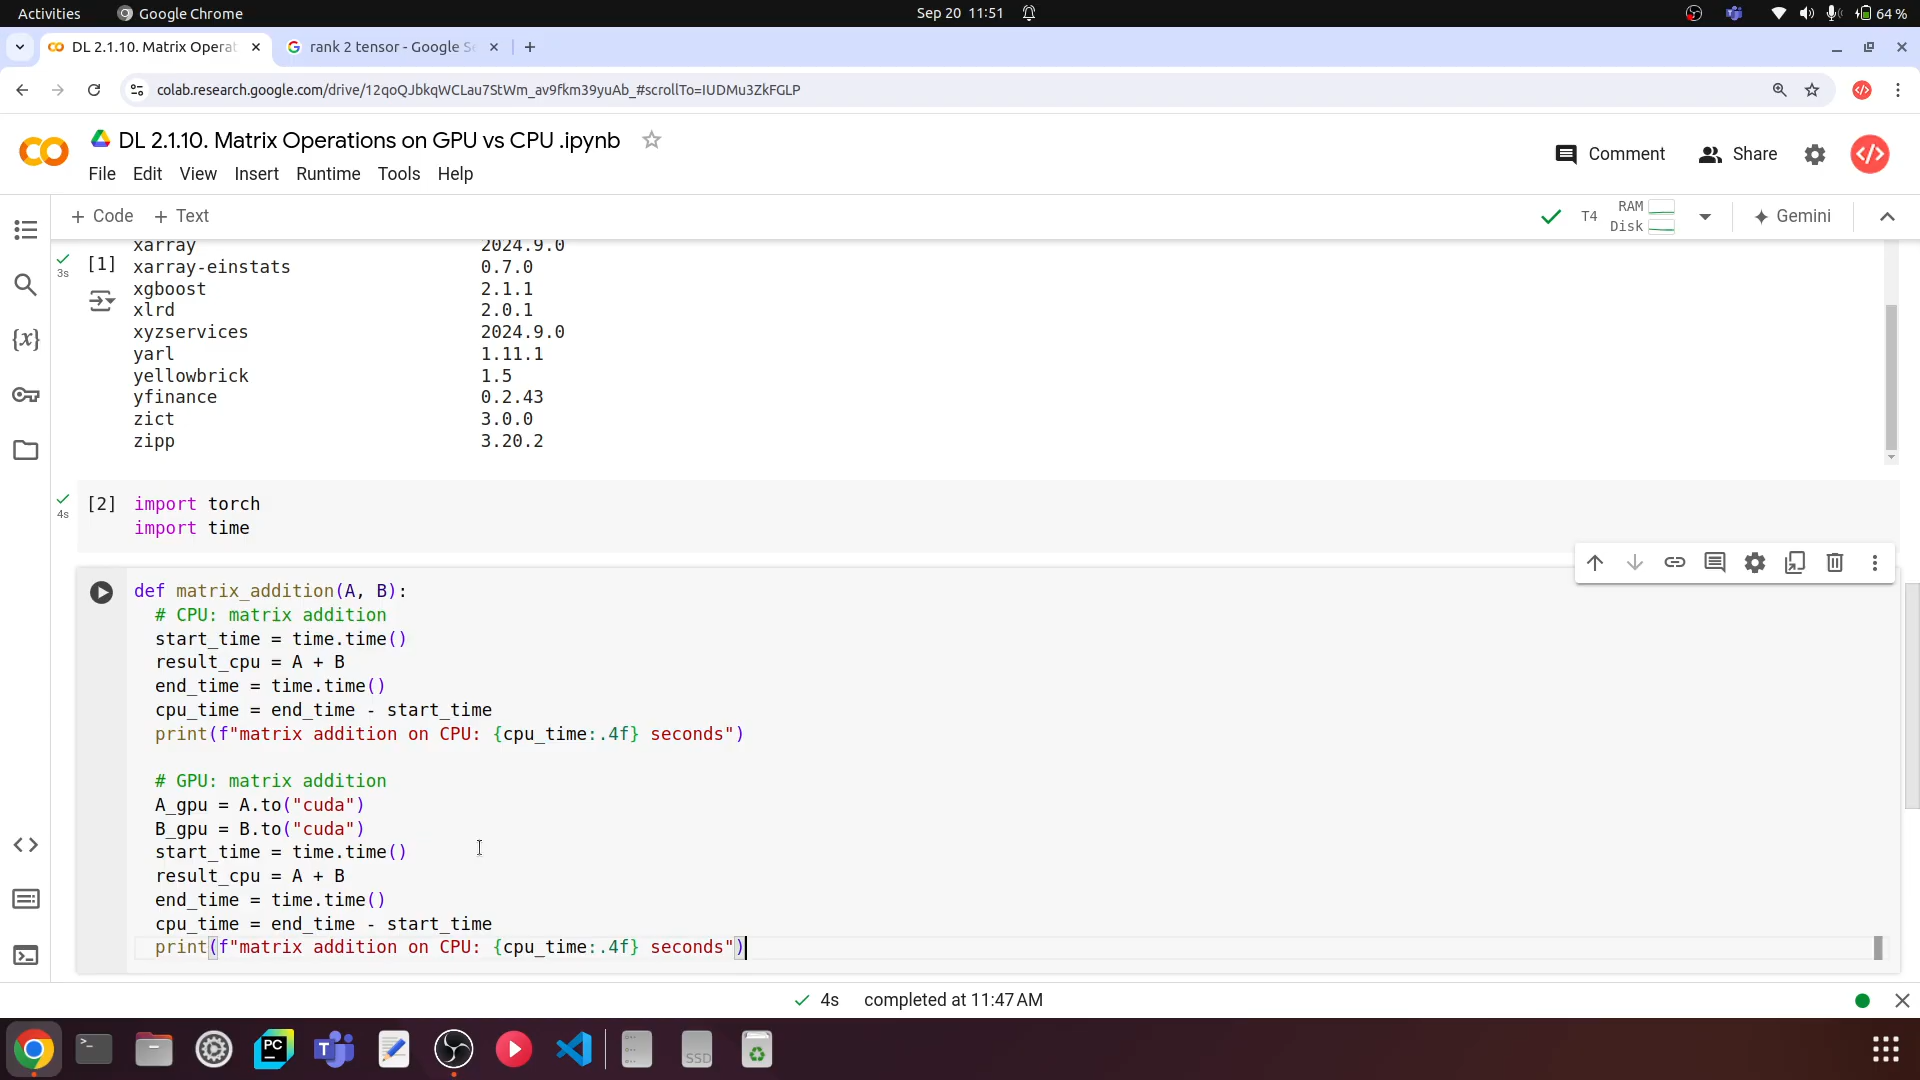 Activities
Google Chrome
Sep 20 11:51
64 %
DL 2.1.10. Matrix Operat
rank 2 tensor - Google S
colab.research.google.com/drive/12qoQJbkqWCLau7StWm_av9fkm39yuAb_#scrollTo=IUDMu3ZkFGLP
DL 2.1.10. Matrix Operations on GPU vs CPU .ipynb
Comment
Share
File Edit View Insert Runtime Tools Help
+ Code + Text
T4
RAM
Disk
Gemini
xarray 2024.9.0
[1] xarray-einstats 0.7.0
3s
xgboost 2.1.1
xlrd 2.0.1
xyzservices 2024.9.0
yarl 1.11.1
yellowbrick 1.5
yfinance 0.2.43
zict 3.0.0
zipp 3.20.2
[2] import torch
4s
import time
def matrix_addition(A, B):
# CPU: matrix addition
start_time = time.time()
result_cpu = A + B
end_time = time.time()
cpu_time = end_time - start_time
print(f"matrix addition on CPU: {cpu_time:.4f} seconds")
# GPU: matrix addition
A_gpu = A.to("cuda")
B_gpu = B.to("cuda")
start_time = time.time()
result_cpu = A + B
end_time = time.time()
cpu_time = end_time - start_time
print(f"matrix addition on CPU: {cpu_time:.4f} seconds")
4s completed at 11:47 AM
PC
SSD